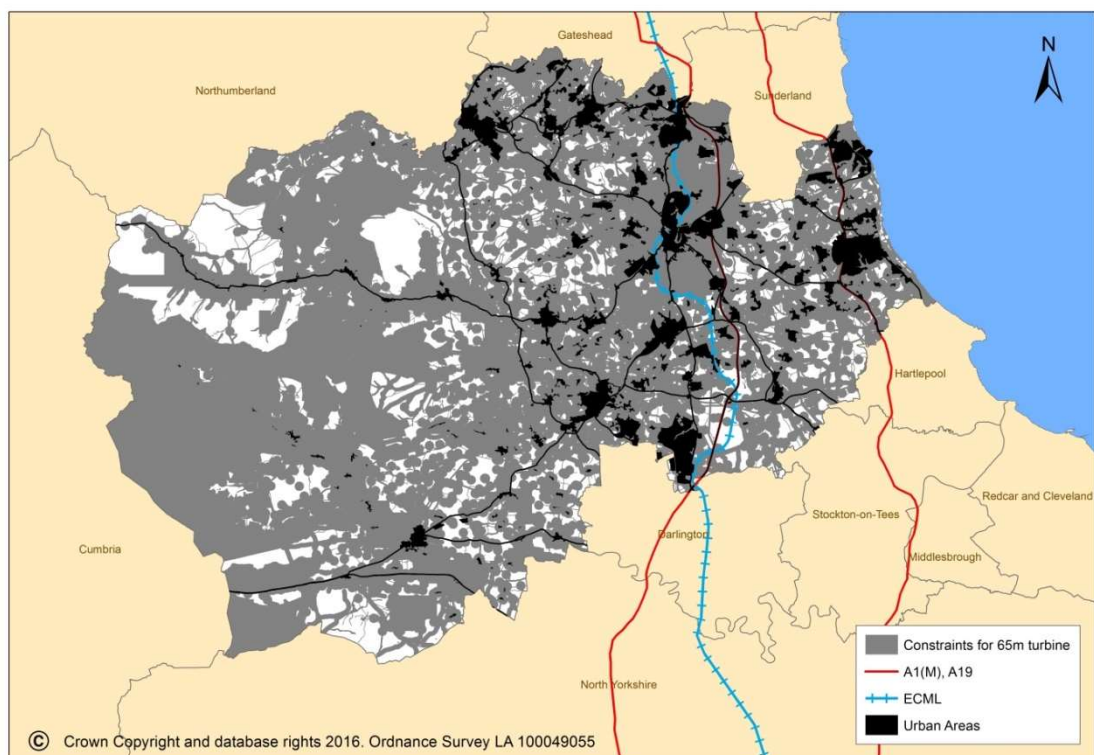 Gateshead
N
Northumberland
Sunderland
Hartlepool
Redcar and Cleveland
Stockton-on-Tees
Darlington
Cumbria
Middlesbrough
North Yorkshire
Constraints for 65m turbine
A1(M), A19
ECML
Urban Areas
© Crown Copyright and database rights 2016. Ordnance Survey LA 100049055